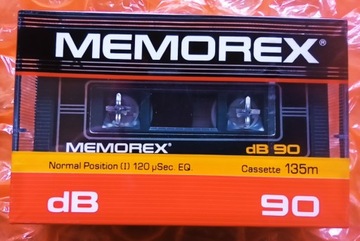 MEMOREX®
MEMOREX® dB 90
Normal Position (I) 120 µSec. EQ. Cassette 135m
dB 90